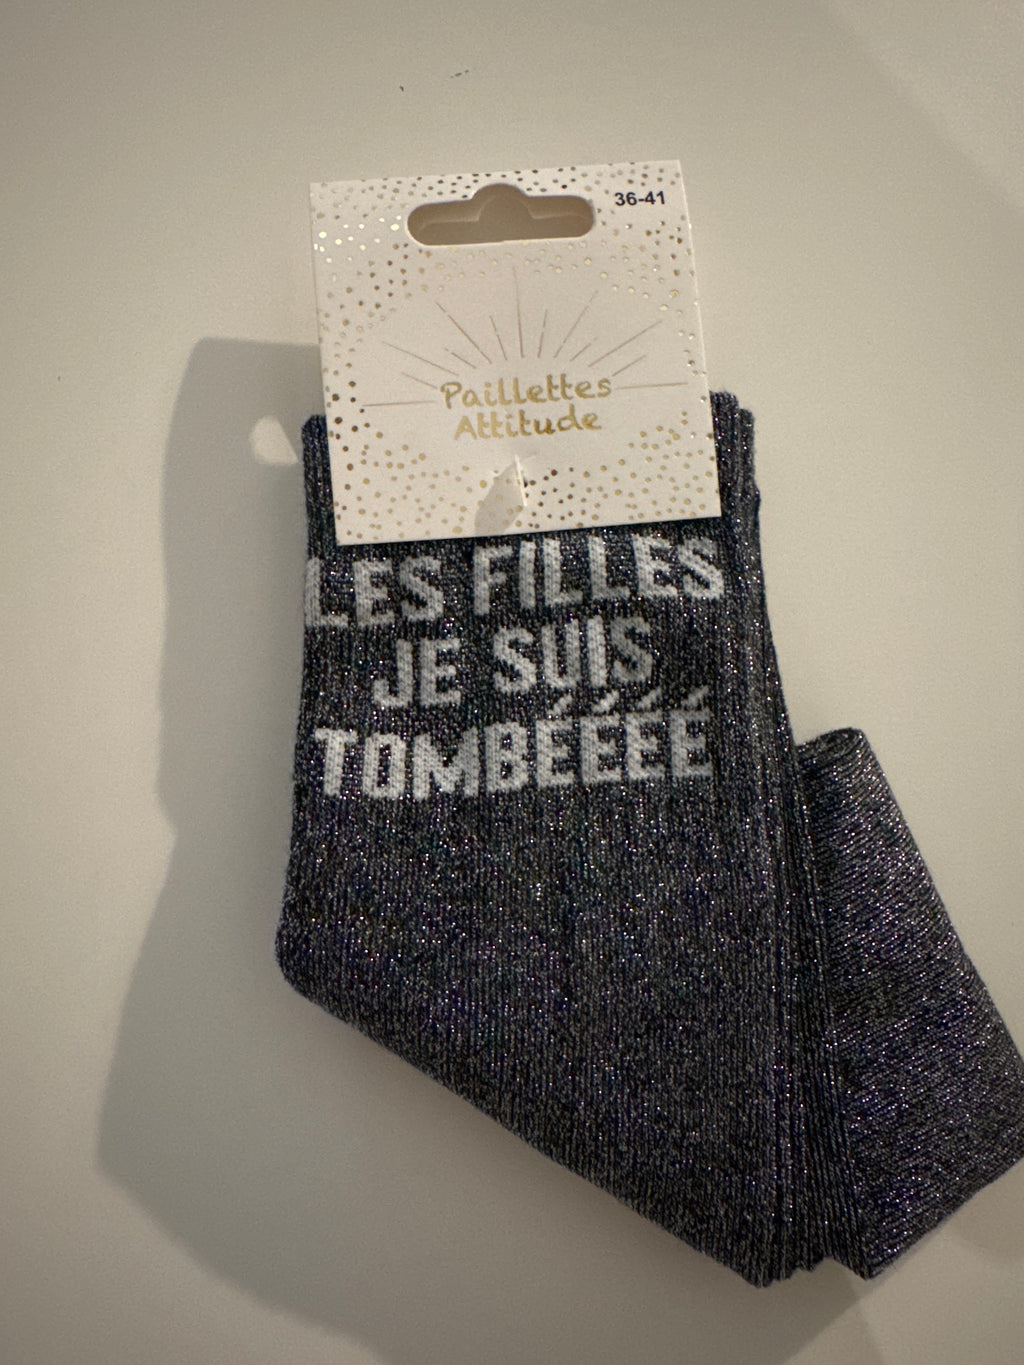 36-41
Paillettes
Attitude
LES FILLES
JE SUIS
TOMBÉÉÉÉ